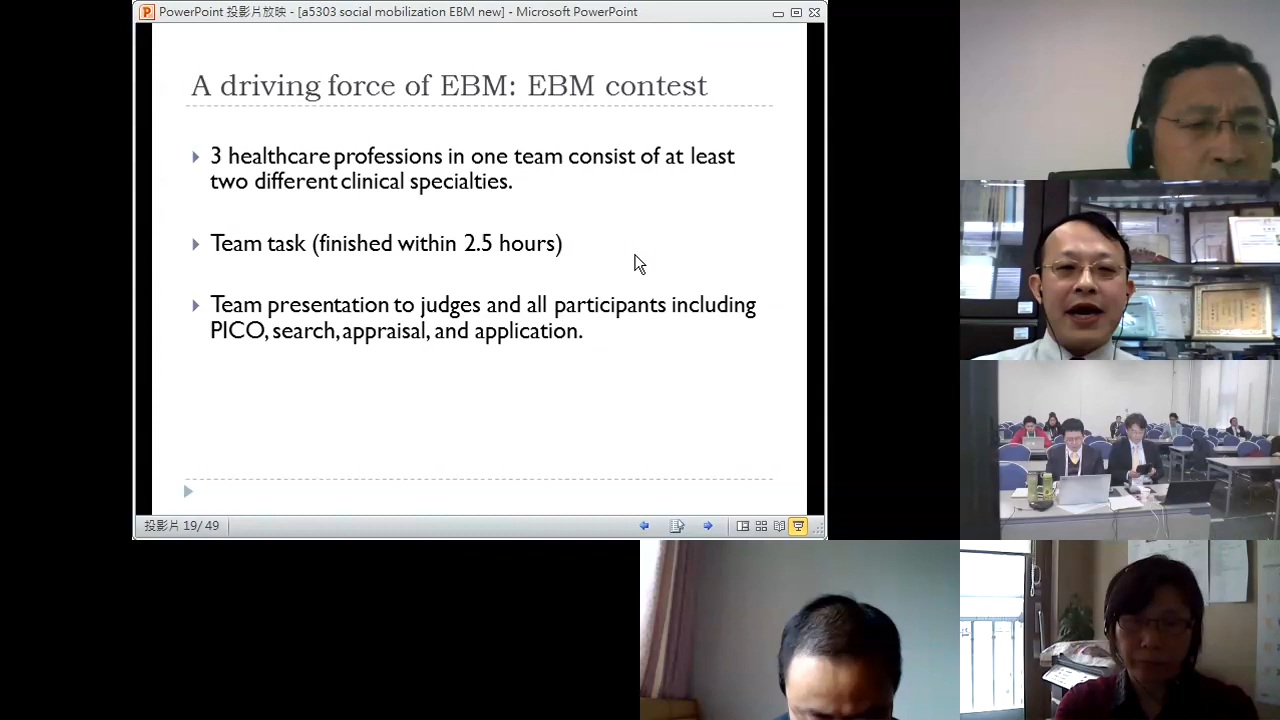 PowerPoint 投影片放映 - [a5303 social mobilization EBM new] - Microsoft PowerPoint
A driving force of EBM: EBM contest
3 healthcare professions in one team consist of at least
two different clinical specialties.
Team task (finished within 2.5 hours)
Team presentation to judges and all participants including
PICO, search, appraisal, and application.
投影片 19/ 49